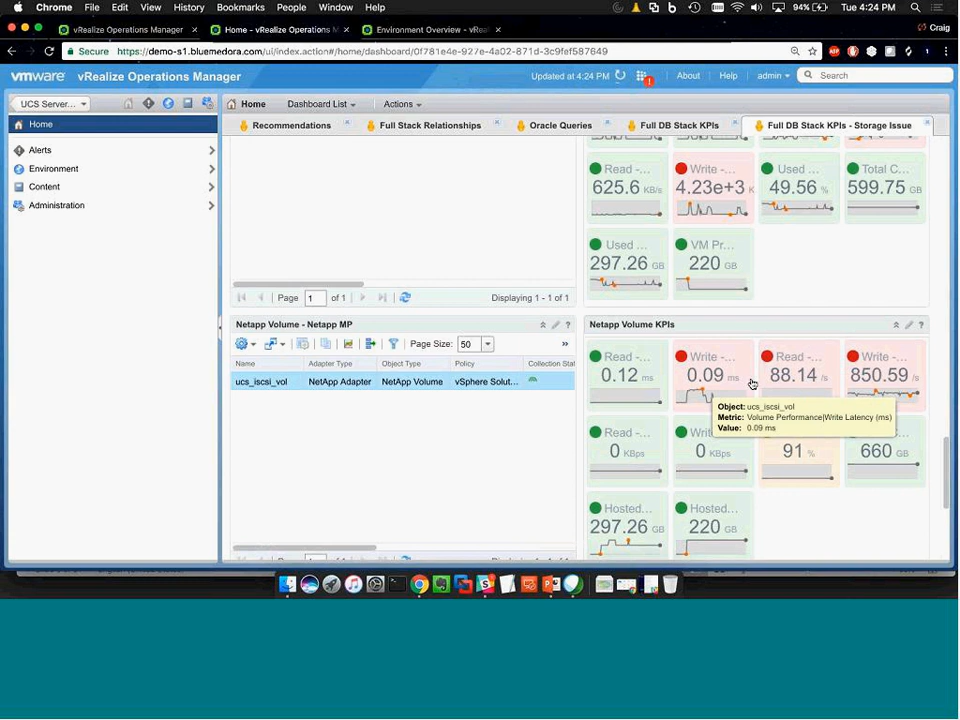 Chrome File Edit View History Bookmarks People Window Help 94% Tue 4:24 PM
vRealize Operations Manager Home - vRealize Operations Man Environment Overview - vRea Craig
Secure https://demo-s1.bluemedora.com/ui/index.action#/home/dashboard/0f781e4e-927e-4a02-371d-3c9fef587649
vmware vRealize Operations Manager Updated at 4:24 PM About Help admin Search
UCS Server... Home Dashboard List Actions
Home Recommendations Full Stack Relationships Oracle Queries Full DB Stack KPIs Full DB Stack KPIs - Storage Issue
Alerts
Environment
Content
Administration
Read -... Write -... Used ... Total C...
625.6 KB/s 4.23e+3 K 49.56 % 599.75 GB
Used ... VM Pr...
297.26 GB 220 GB
Page 1 of 1 Displaying 1 - 1 of 1
Netapp Volume - Netapp MP
Page Size: 50 »
Name Adapter Type Object Type Policy Collection Stat
ucs_iscsi_vol NetApp Adapter NetApp Volume vSphere Solut...
Netapp Volume KPIs
Read -... Write -... Read -... Write -...
0.12 ms 0.09 ms 88.14 /s 850.59 /s
Object: ucs_iscsi_vol
Metric: Volume Performance|Write Latency (ms)
Value: 0.09 ms
Read -...
0 KBps 0 KBps 91 % 660 GB
Hosted... Hosted...
297.26 GB 220 GB